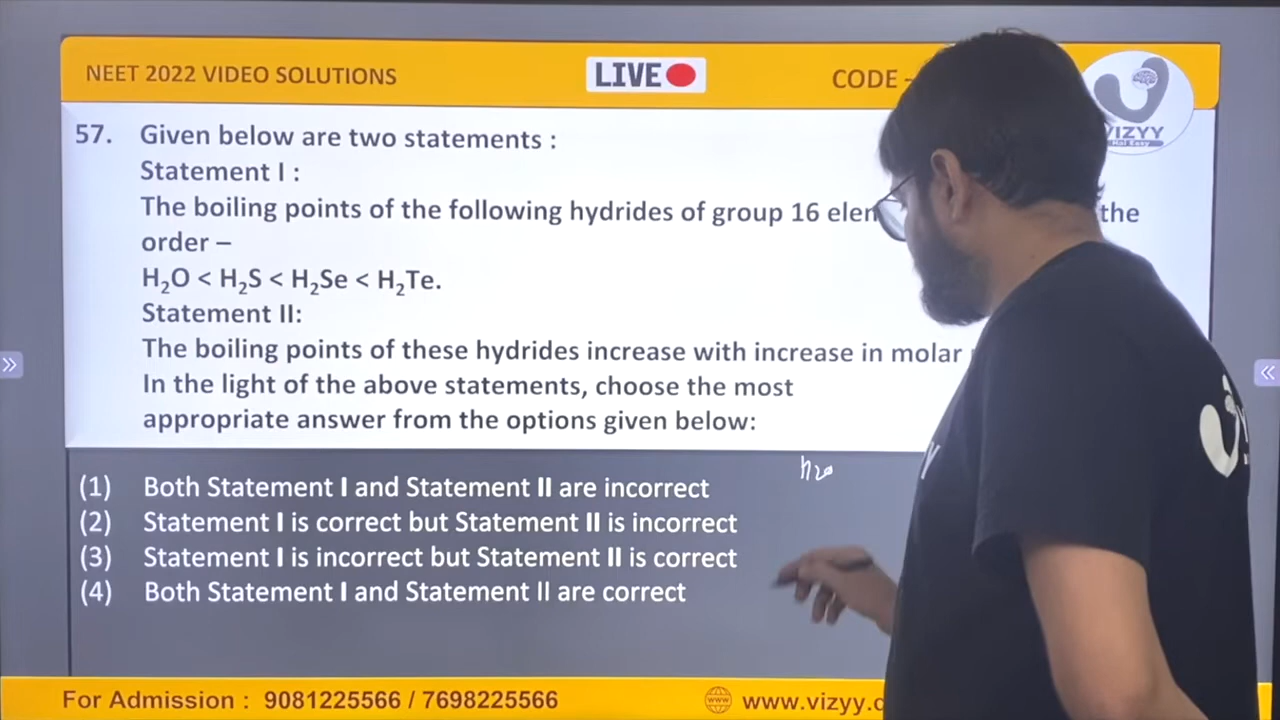 NEET 2022 VIDEO SOLUTIONS
LIVE
CODE -
VIZYY
57. Given below are two statements :
Statement I :
The boiling points of the following hydrides of group 16 the
order –
H₂O < H₂S < H₂Se < H₂Te.
Statement II:
The boiling points of these hydrides increase with increase in molar
In the light of the above statements, choose the most
appropriate answer from the options given below:
h₂o
(1) Both Statement I and Statement II are incorrect
(2) Statement I is correct but Statement II is incorrect
(3) Statement I is incorrect but Statement II is correct
(4) Both Statement I and Statement II are correct
For Admission : 9081225566 / 7698225566
www
www.vizyy.c